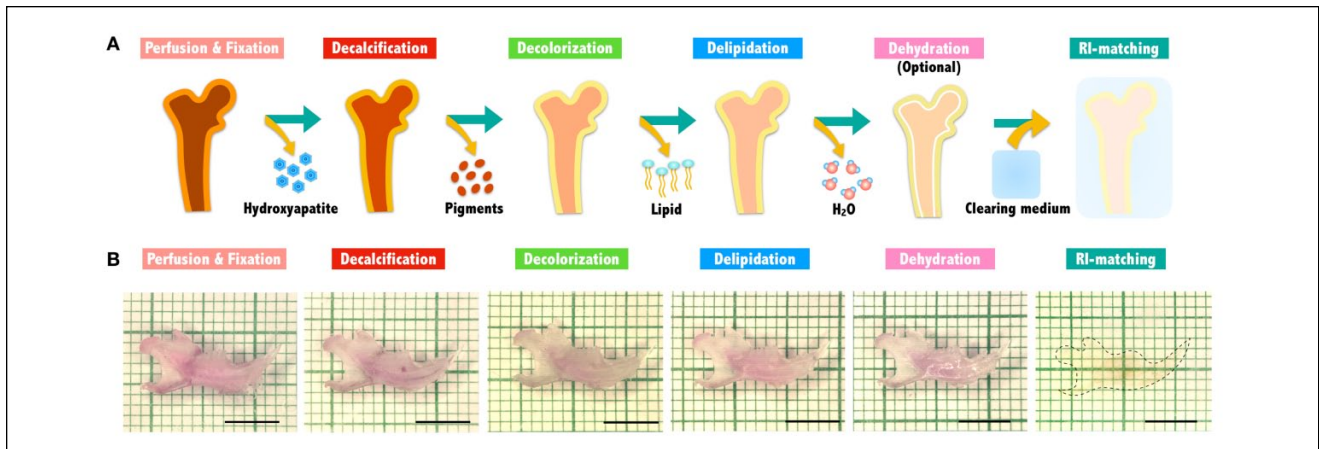 A
Perfusion & Fixation
Decalcification
Decolorization
Delipidation
Dehydration
(Optional)
RI-matching
Hydroxyapatite
Pigments
Lipid
H₂O
Clearing medium
B
Perfusion & Fixation
Decalcification
Decolorization
Delipidation
Dehydration
RI-matching